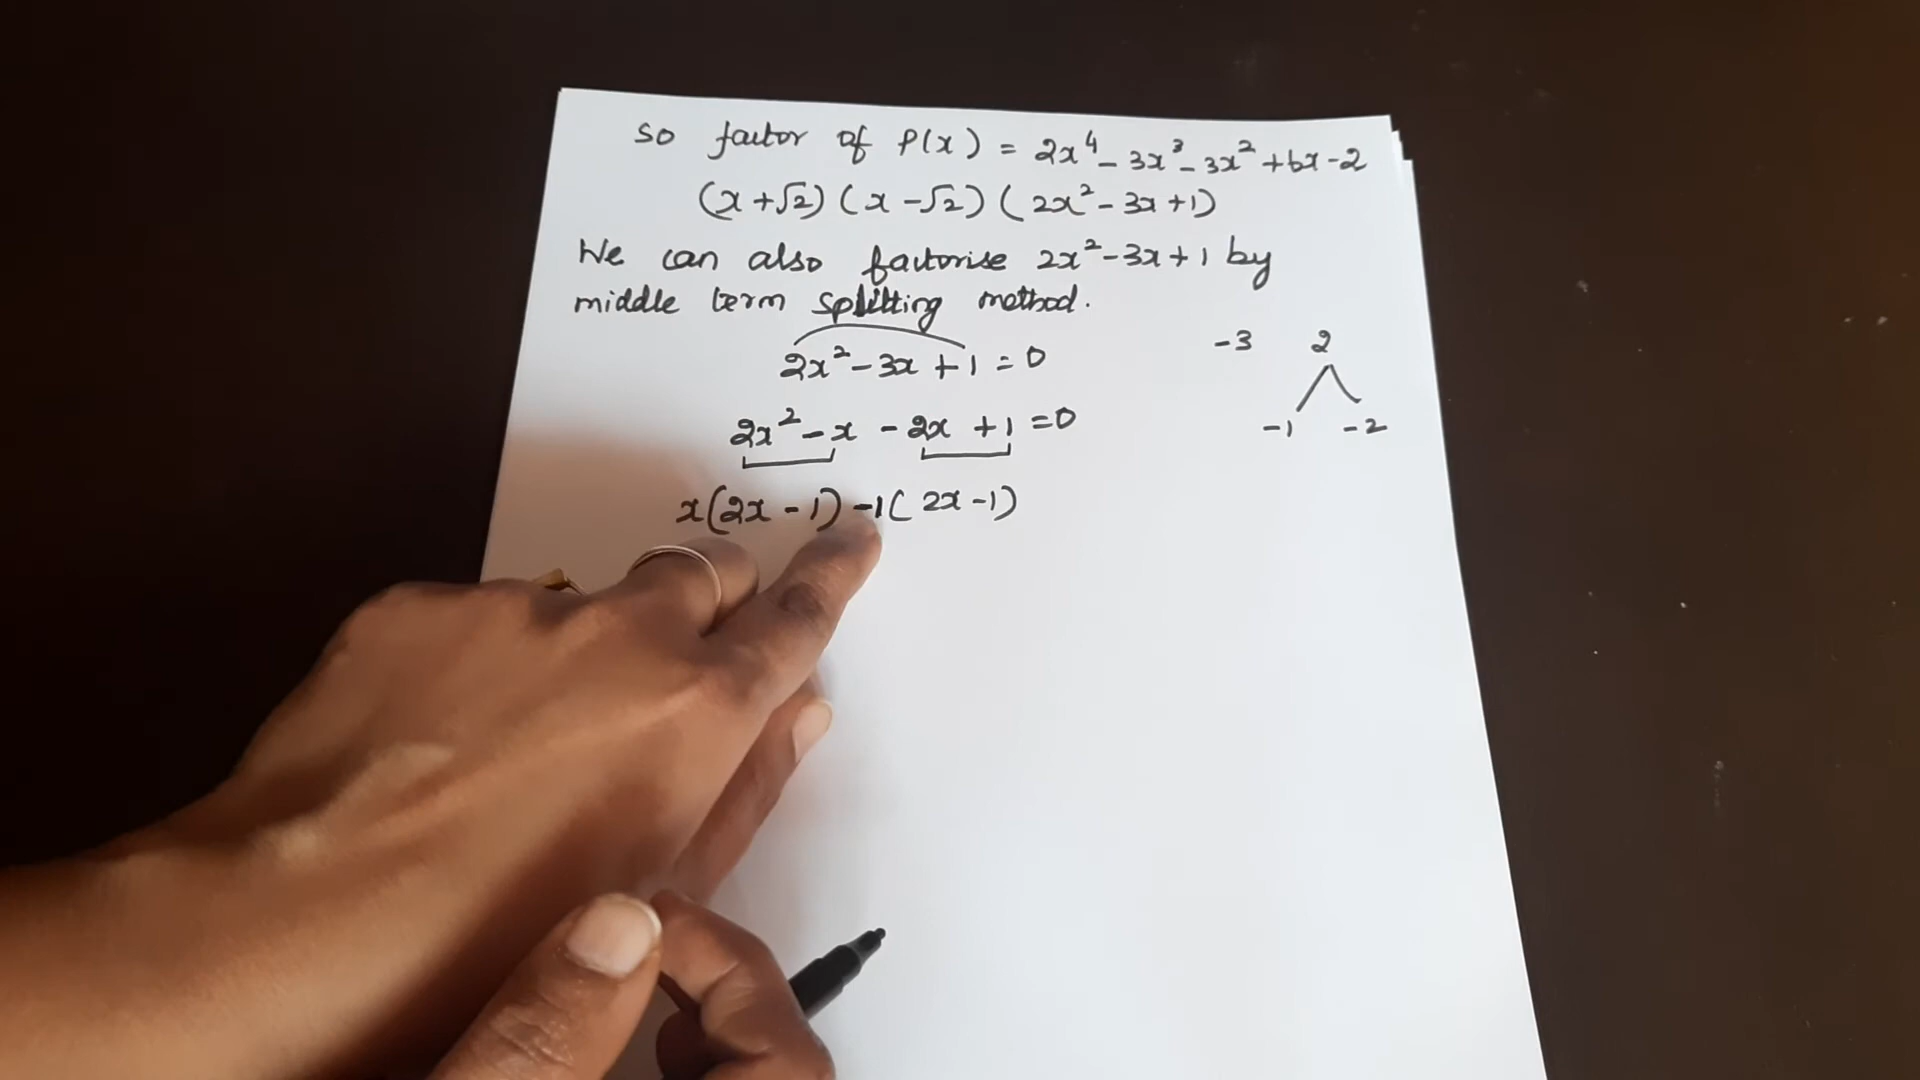 so factor of P(x) = 2x⁴ - 3x³ - 3x² + 6x - 2
(x + √2) (x - √2) (2x² - 3x + 1)
We can also factorise 2x² - 3x + 1 by
middle term splitting method.
2x² - 3x + 1 = 0
-3 2
2x² - x - 2x + 1 = 0
-1 -2
x(2x - 1) -1( 2x - 1)